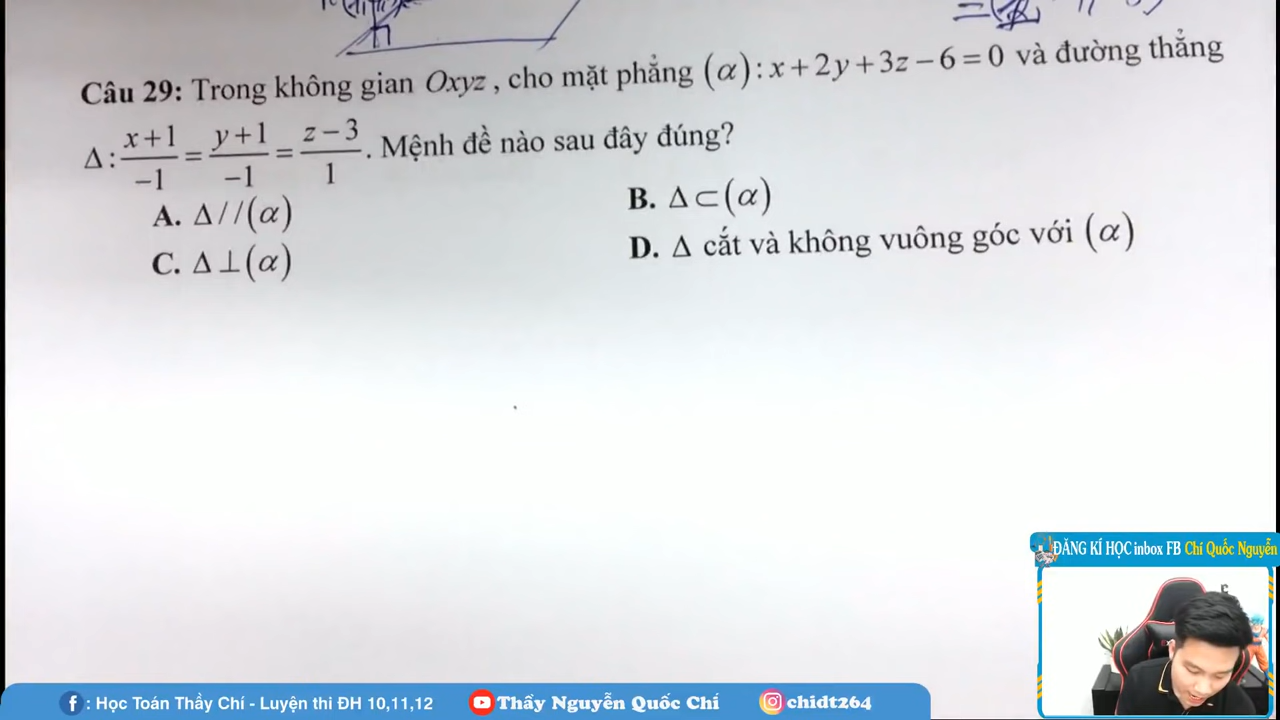 Câu 29: Trong không gian Oxyz, cho mặt phẳng (α): x + 2y + 3z − 6 = 0 và đường thẳng
Δ: (x+1)/(−1) = (y+1)/(−1) = (z−3)/1. Mệnh đề nào sau đây đúng?
A. Δ//(α)
B. Δ⊂(α)
C. Δ⊥(α)
D. Δ cắt và không vuông góc với (α)
ĐĂNG KÍ HỌC inbox FB Chí Quốc Nguyễn
: Học Toán Thầy Chí - Luyện thi ĐH 10,11,12
Thầy Nguyễn Quốc Chí
chidt264